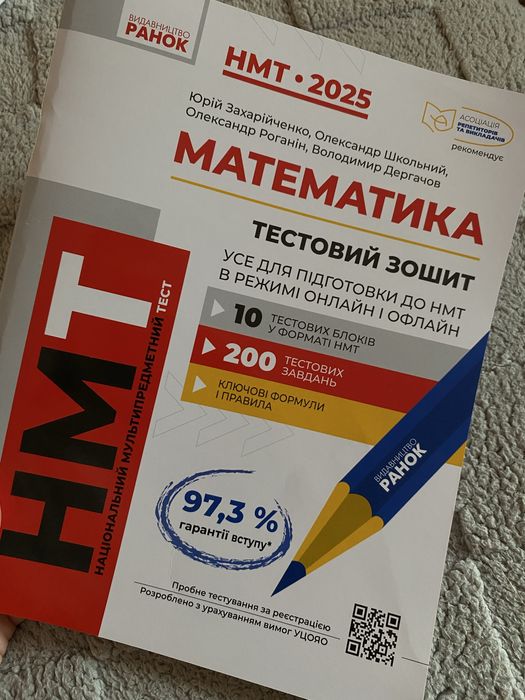 ВИДАВНИЦТВО
РАНОК
НМТ • 2025
Юрій Захарійченко, Олександр Школьний,
Олександр Роганін, Володимир Дергачов
АСОЦІАЦІЯ
РЕПЕТИТОРІВ
ТА ВИКЛАДАЧІВ
рекомендує
МАТЕМАТИКА
ТЕСТОВИЙ ЗОШИТ
УСЕ ДЛЯ ПІДГОТОВКИ ДО НМТ
В РЕЖИМІ ОНЛАЙН І ОФЛАЙН
10 ТЕСТОВИХ БЛОКІВ
У ФОРМАТІ НМТ
200 ТЕСТОВИХ
ЗАВДАНЬ
КЛЮЧОВІ ФОРМУЛИ
І ПРАВИЛА
НМТ
НАЦІОНАЛЬНИЙ МУЛЬТИПРЕДМЕТНИЙ ТЕСТ
ВИДАВНИЦТВО
РАНОК
97,3 %
гарантії вступу*
Пробне тестування за реєстрацією
Розроблено з урахуванням вимог УЦОЯО